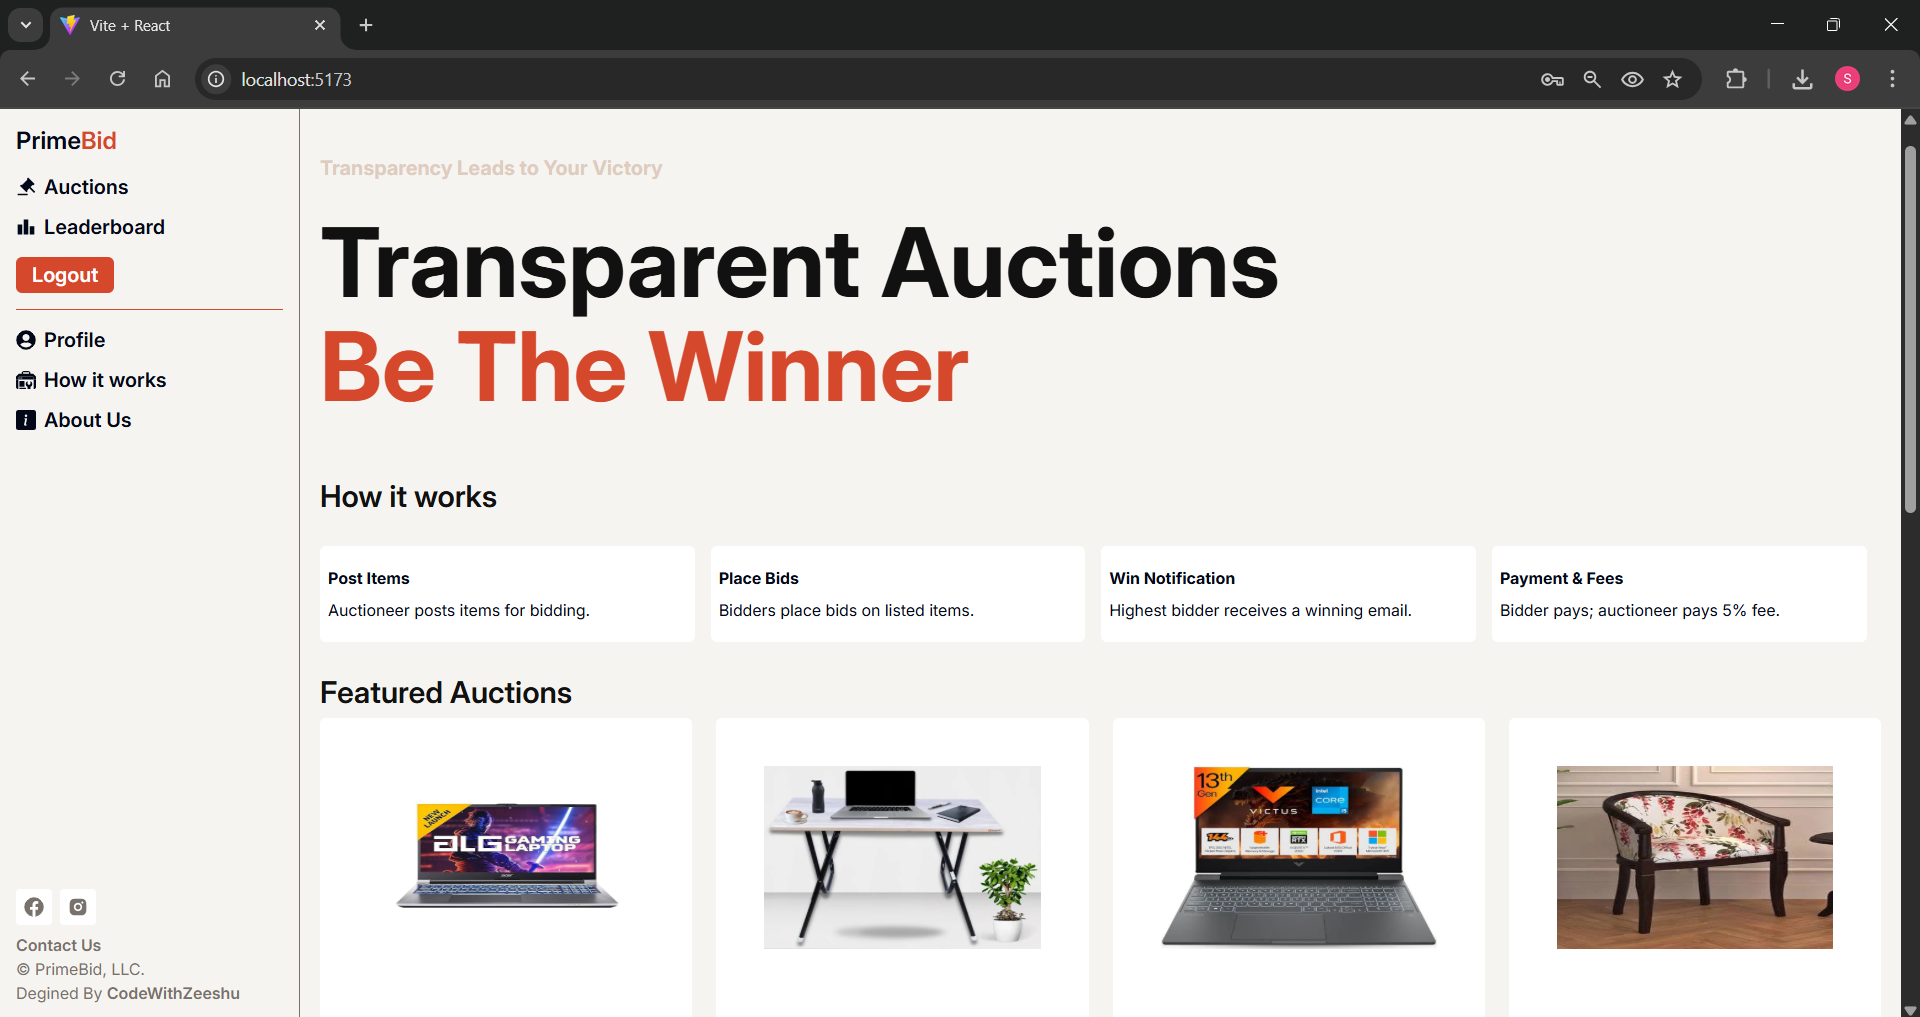 Vite + React
localhost:5173
S
PrimeBid
Auctions
Leaderboard
Logout
Profile
How it works
About Us
Contact Us
© PrimeBid, LLC.
Degined By CodeWithZeeshu
Transparency Leads to Your Victory
Transparent Auctions
Be The Winner
How it works
Post Items
Auctioneer posts items for bidding.
Place Bids
Bidders place bids on listed items.
Win Notification
Highest bidder receives a winning email.
Payment & Fees
Bidder pays; auctioneer pays 5% fee.
Featured Auctions
NEW
LAUNCH
ALG GAMING
LAPTOP
13th
Gen
VICTUS
intel
CORE
i5
RTX